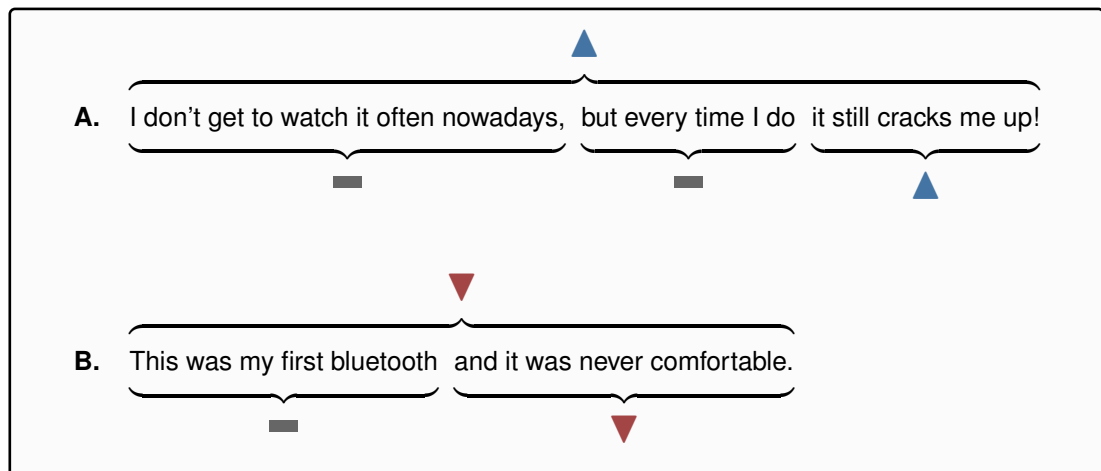 A. I don't get to watch it often nowadays, but every time I do it still cracks me up!
B. This was my first bluetooth and it was never comfortable.